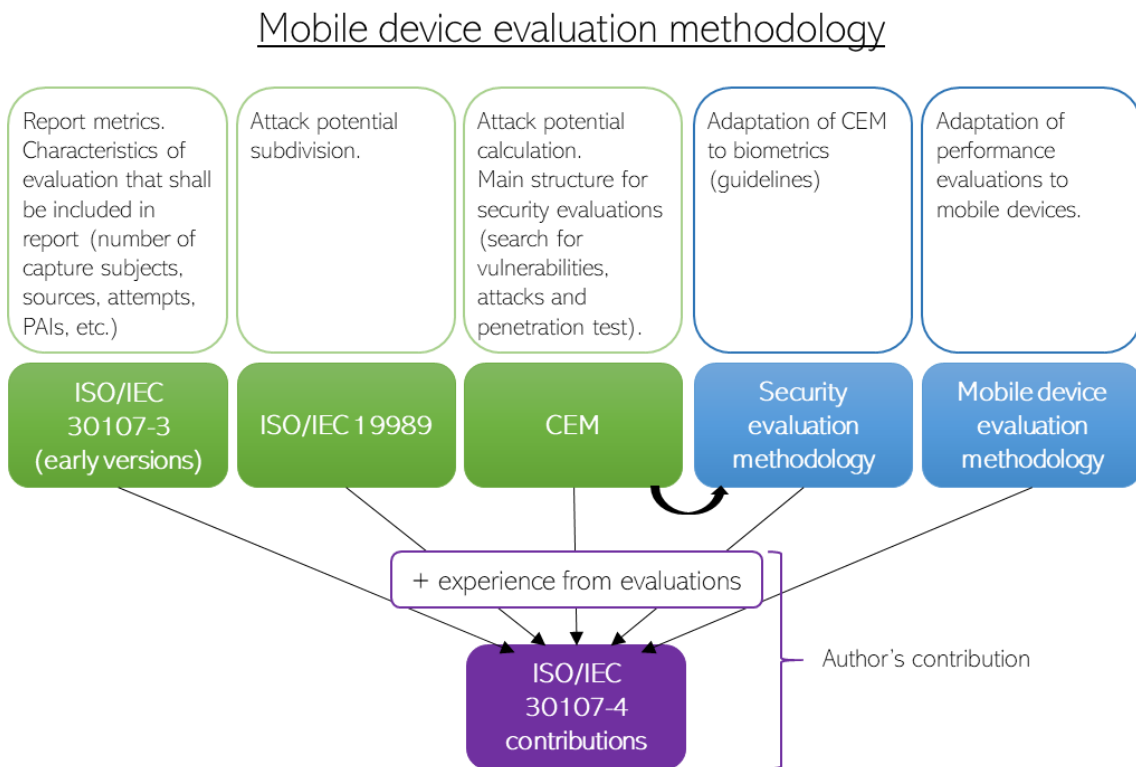 Mobile device evaluation methodology
Report metrics.
Characteristics of
evaluation that shall
be included in
report (number of
capture subjects,
sources, attempts,
PAIs, etc.)
Attack potential
subdivision.
Attack potential
calculation.
Main structure for
security evaluations
(search for
vulnerabilities,
attacks and
penetration test).
Adaptation of CEM
to biometrics
(guidelines)
Adaptation of
performance
evaluations to
mobile devices.
ISO/IEC
30107-3
(early versions)
ISO/IEC 19989
CEM
Security
evaluation
methodology
Mobile device
evaluation
methodology
+ experience from evaluations
Author's contribution
ISO/IEC
30107-4
contributions